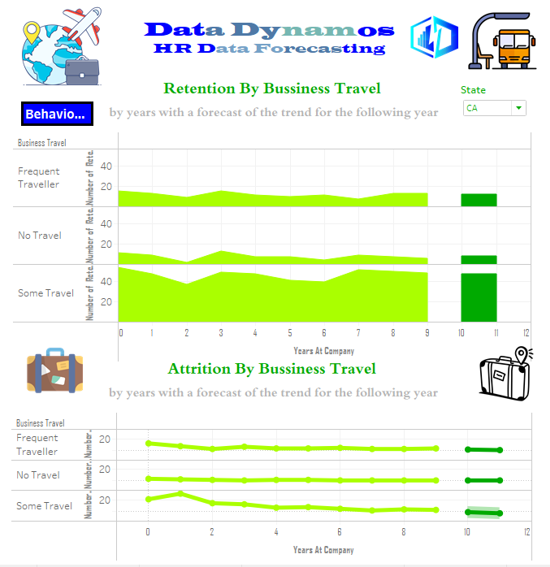 Data Dynamos
HR Data Forecasting
Retention By Bussiness Travel
State
CA
Behavio...
by years with a forecast of the trend for the following year
Business Travel
Frequent
Traveller
Number of Rete..
40
20
No Travel
Number of Rete..
40
20
Some Travel
Number of Rete..
40
20
0 1 2 3 4 5 6 7 8 9 10 11 12
Years At Company
Attrition By Bussiness Travel
by years with a forecast of the trend for the following year
Business Travel
Frequent
Traveller
Number..
20
No Travel
Number..
20
Some Travel
Number..
20
0 2 4 6 8 10 12
Years At Company